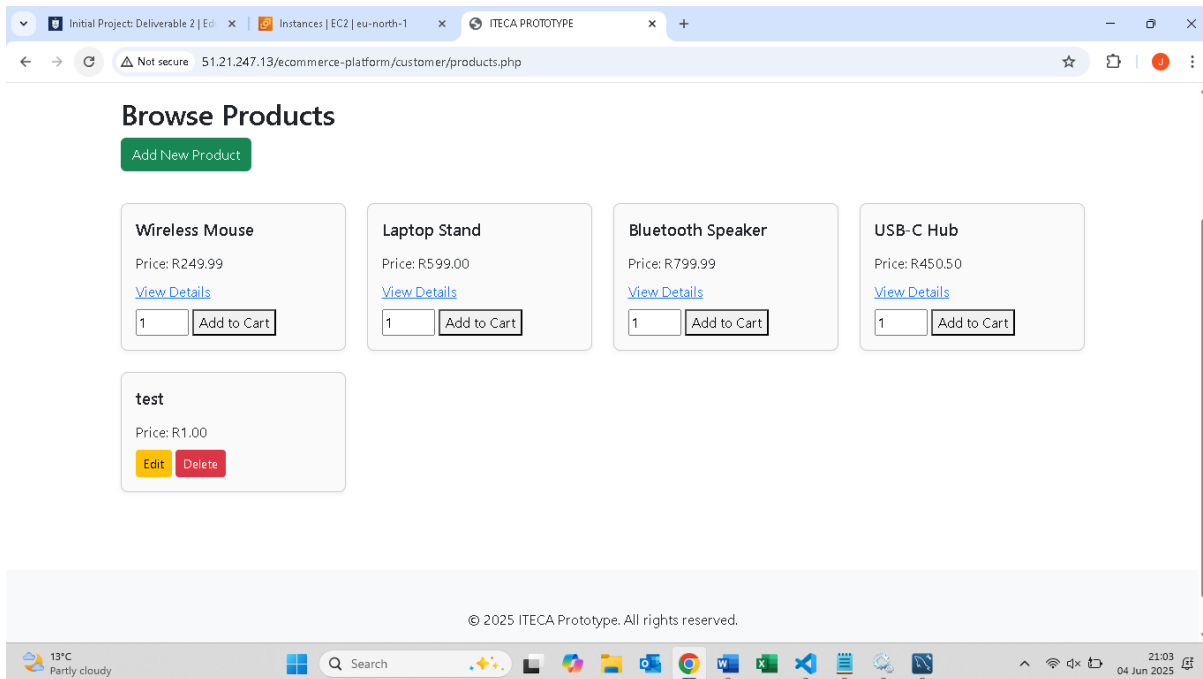 Initial Project: Deliverable 2 | Ed
Instances | EC2 | eu-north-1
ITECA PROTOTYPE
Not secure
51.21.247.13/ecommerce-platform/customer/products.php
J
Browse Products
Add New Product
Wireless Mouse
Price: R249.99
View Details
1
Add to Cart
Laptop Stand
Price: R599.00
View Details
1
Add to Cart
Bluetooth Speaker
Price: R799.99
View Details
1
Add to Cart
USB-C Hub
Price: R450.50
View Details
1
Add to Cart
test
Price: R1.00
Edit
Delete
© 2025 ITECA Prototype. All rights reserved.
13°C
Partly cloudy
Search
21:03
04 Jun 2025